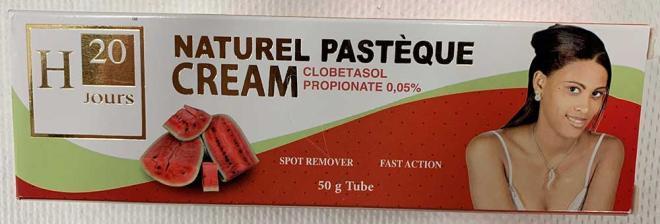 H 20
Jours
NATUREL PASTÈQUE
CREAM
CLOBETASOL
PROPIONATE 0,05%
SPOT REMOVER
FAST ACTION
50 g Tube